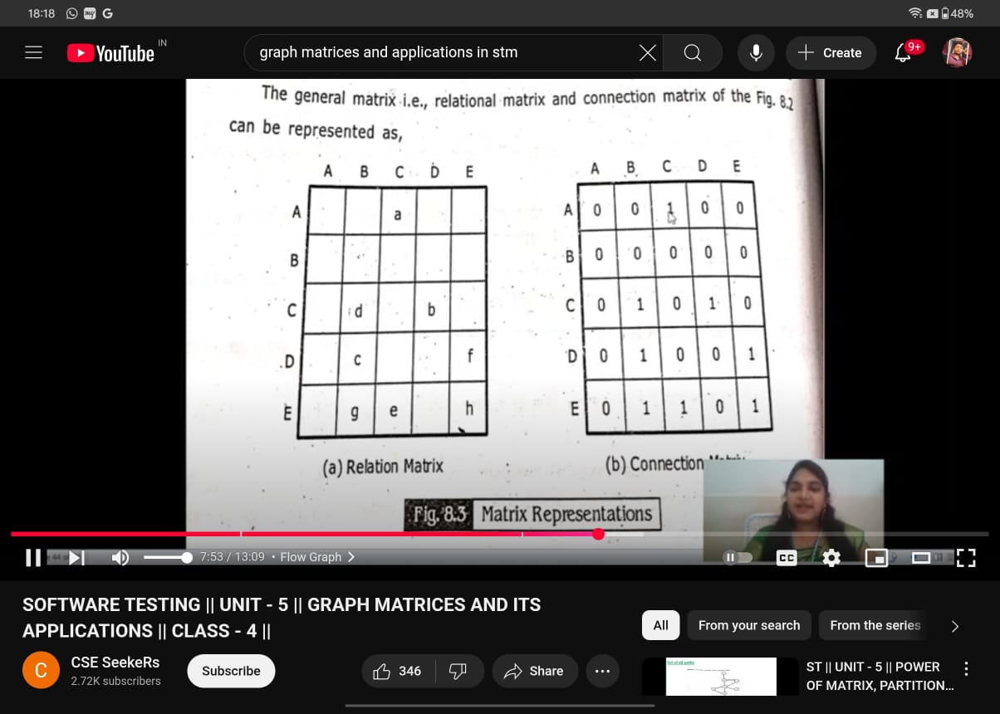 18:18
48%
YouTube IN
graph matrices and applications in stm
Create
9+
The general matrix i.e., relational matrix and connection matrix of the Fig. 8.2
can be represented as,
A B C D E
A a
B
C d b
D c f
E g e h
(a) Relation Matrix
A B C D E
A 0 0 1 0 0
B 0 0 0 0 0
C 0 1 0 1 0
D 0 1 0 0 1
E 0 1 1 0 1
(b) Connection
Fig. 8.3 Matrix Representations
7:53 / 13:09 • Flow Graph
CC
SOFTWARE TESTING || UNIT - 5 || GRAPH MATRICES AND ITS
APPLICATIONS || CLASS - 4 ||
C
CSE SeekeRs
2.72K subscribers
Subscribe
346
Share
All
From your search
From the series
ST || UNIT - 5 || POWER
OF MATRIX, PARTITION...